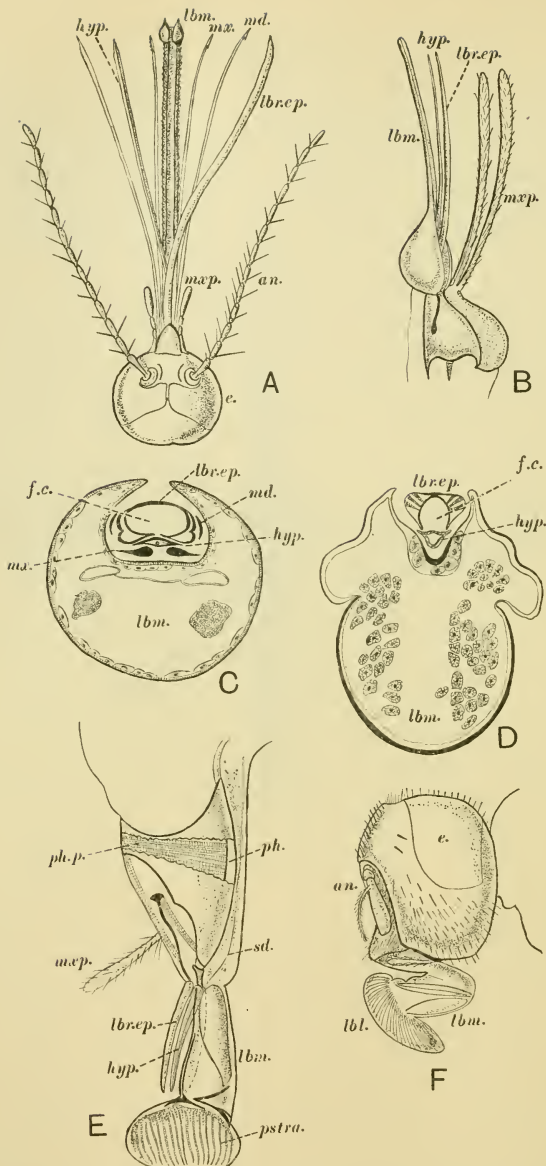 hyp.
lbm.
mx.
md.
lbr.ep.
mxp.
an.
e.
A
hyp.
lbr.ep.
lbm.
mxp.
B
lbr.ep.
f.c.
md.
hyp.
mx.
lbm.
C
f.c.
lbr.ep.
hyp.
lbm.
D
ph.p.
ph.
sd.
mxp.
lbr.ep.
hyp.
lbm.
pstra.
E
e.
an.
lbl.
lbm.
F